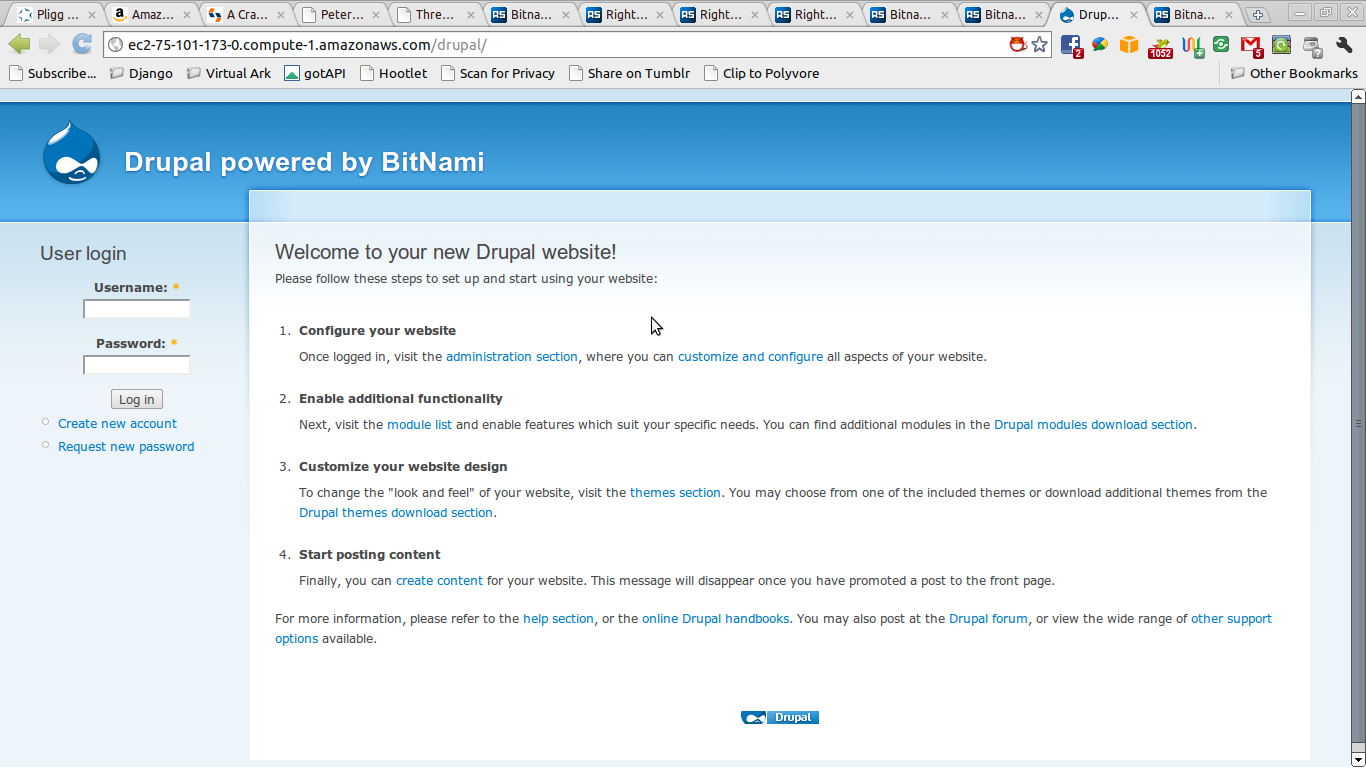 Pligg ...
Amaz...
A Cra...
Peter...
Thre...
Bitna...
Right...
Right...
Right...
Bitna...
Bitna...
Drup...
Bitna...
ec2-75-101-173-0.compute-1.amazonaws.com/drupal/
2
1052
5
Subscribe...
Django
Virtual Ark
gotAPI
Hootlet
Scan for Privacy
Share on Tumblr
Clip to Polyvore
Other Bookmarks
Drupal powered by BitNami
User login
Username: *
Password: *
Log in
Create new account
Request new password
Welcome to your new Drupal website!
Please follow these steps to set up and start using your website:
1. Configure your website
Once logged in, visit the administration section, where you can customize and configure all aspects of your website.
2. Enable additional functionality
Next, visit the module list and enable features which suit your specific needs. You can find additional modules in the Drupal modules download section.
3. Customize your website design
To change the "look and feel" of your website, visit the themes section. You may choose from one of the included themes or download additional themes from the
Drupal themes download section.
4. Start posting content
Finally, you can create content for your website. This message will disappear once you have promoted a post to the front page.
For more information, please refer to the help section, or the online Drupal handbooks. You may also post at the Drupal forum, or view the wide range of other support
options available.
Drupal